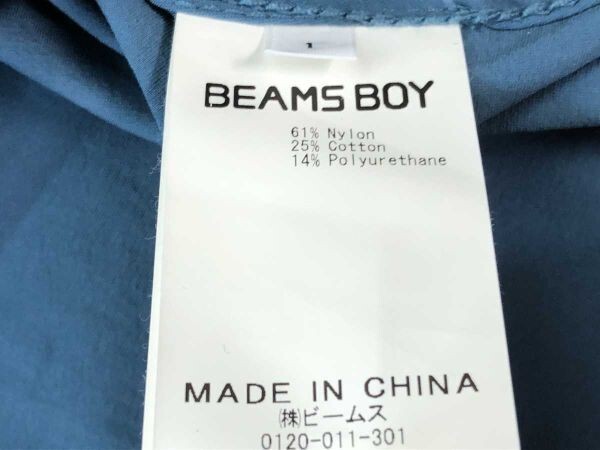 BEAMS BOY
61% Nylon
25% Cotton
14% Polyurethane
MADE IN CHINA
㈱ビームス
0120-011-301